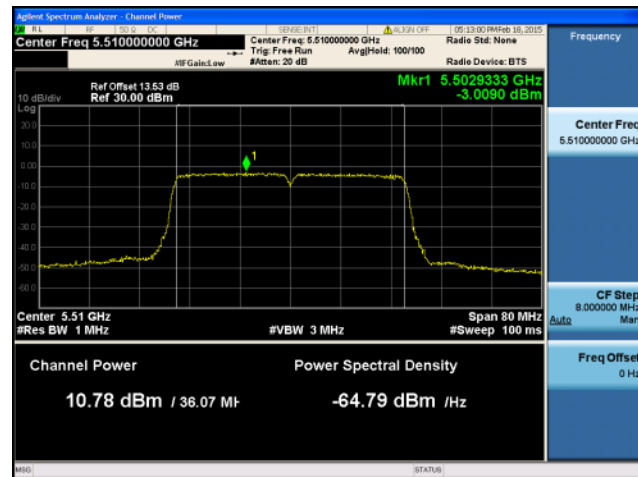 Agilent Spectrum Analyzer - Channel Power
RL RF 50 Ω DC SENSE:INT ALIGN OFF 05:13:00 PM Feb 18, 2015
Center Freq 5.510000000 GHz
Center Freq: 5.510000000 GHz
Radio Std: None
Trig: Free Run Avg|Hold: 100/100
#IFGain:Low #Atten: 20 dB Radio Device: BTS
Ref Offset 13.53 dB
Mkr1 5.5029333 GHz
10 dB/div Ref 30.00 dBm -3.0090 dBm
Log
20.0
10.0
1
0.00
-10.0
-20.0
-30.0
-40.0
-50.0
-60.0
Center 5.51 GHz Span 80 MHz
#Res BW 1 MHz #VBW 3 MHz #Sweep 100 ms
Channel Power Power Spectral Density
10.78 dBm / 36.07 MH -64.79 dBm /Hz
MSG STATUS
Frequency
Center Freq
5.510000000 GHz
CF Step
8.000000 MHz
Auto Man
Freq Offset
0 Hz